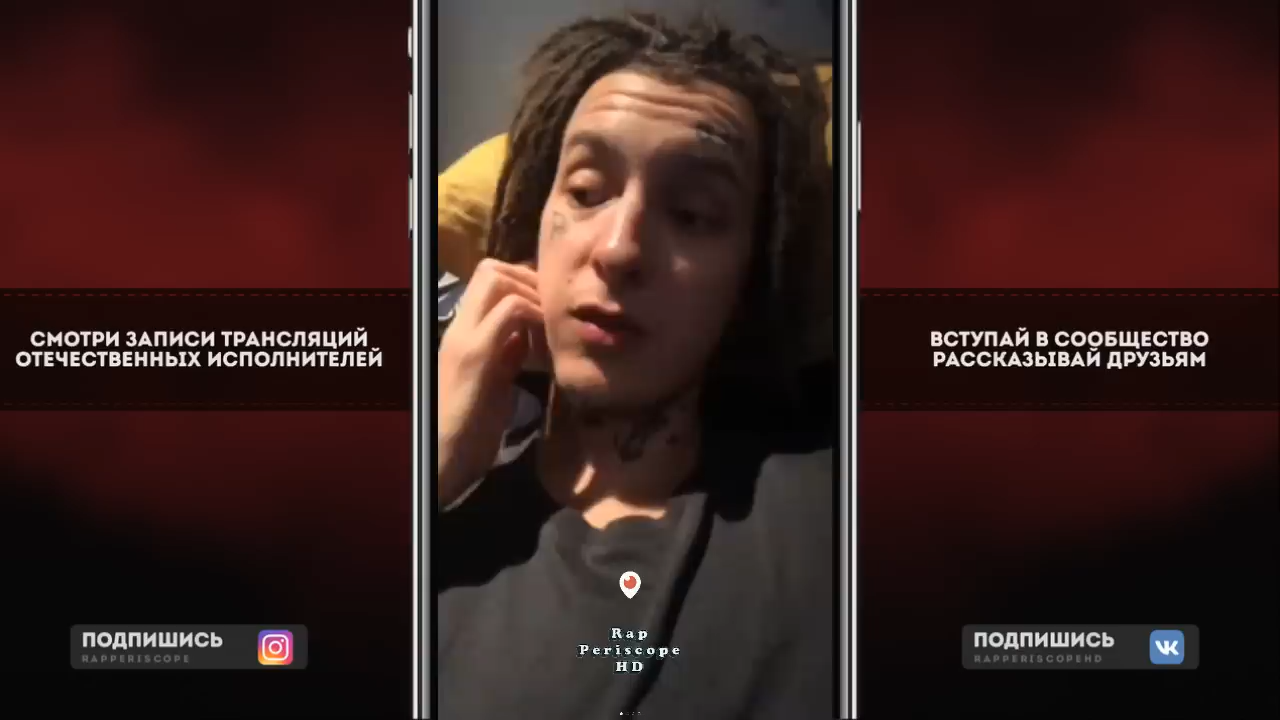 СМОТРИ ЗАПИСИ ТРАНСЛЯЦИЙ
ОТЕЧЕСТВЕННЫХ ИСПОЛНИТЕЛЕЙ
ВСТУПАЙ В СООБЩЕСТВО
РАССКАЗЫВАЙ ДРУЗЬЯМ
Rap
Periscope
HD
ПОДПИШИСЬ
RAPPERISCOPE
ПОДПИШИСЬ
RAPPERISCOPEHD